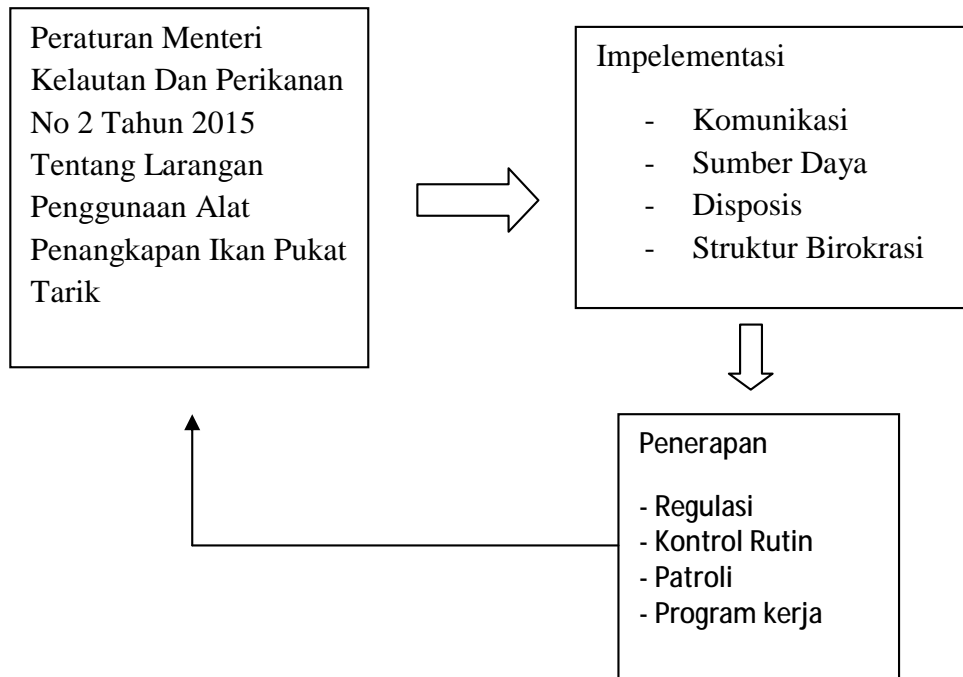 Peraturan Menteri
Kelautan Dan Perikanan
No 2 Tahun 2015
Tentang Larangan
Penggunaan Alat
Penangkapan Ikan Pukat
Tarik
Impelementasi
- Komunikasi
- Sumber Daya
- Disposis
- Struktur Birokrasi
Penerapan
- Regulasi
- Kontrol Rutin
- Patroli
- Program kerja